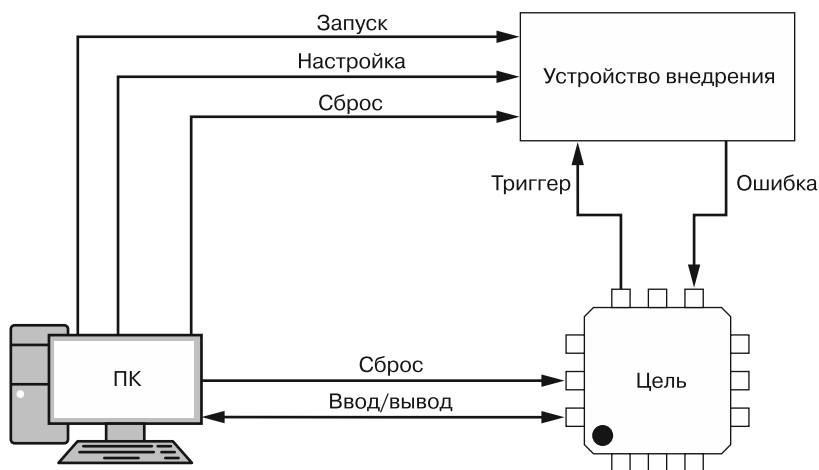 Запуск
Настройка
Сброс
Устройство внедрения
Триггер
Ошибка
ПК
Сброс
Ввод/вывод
Цель